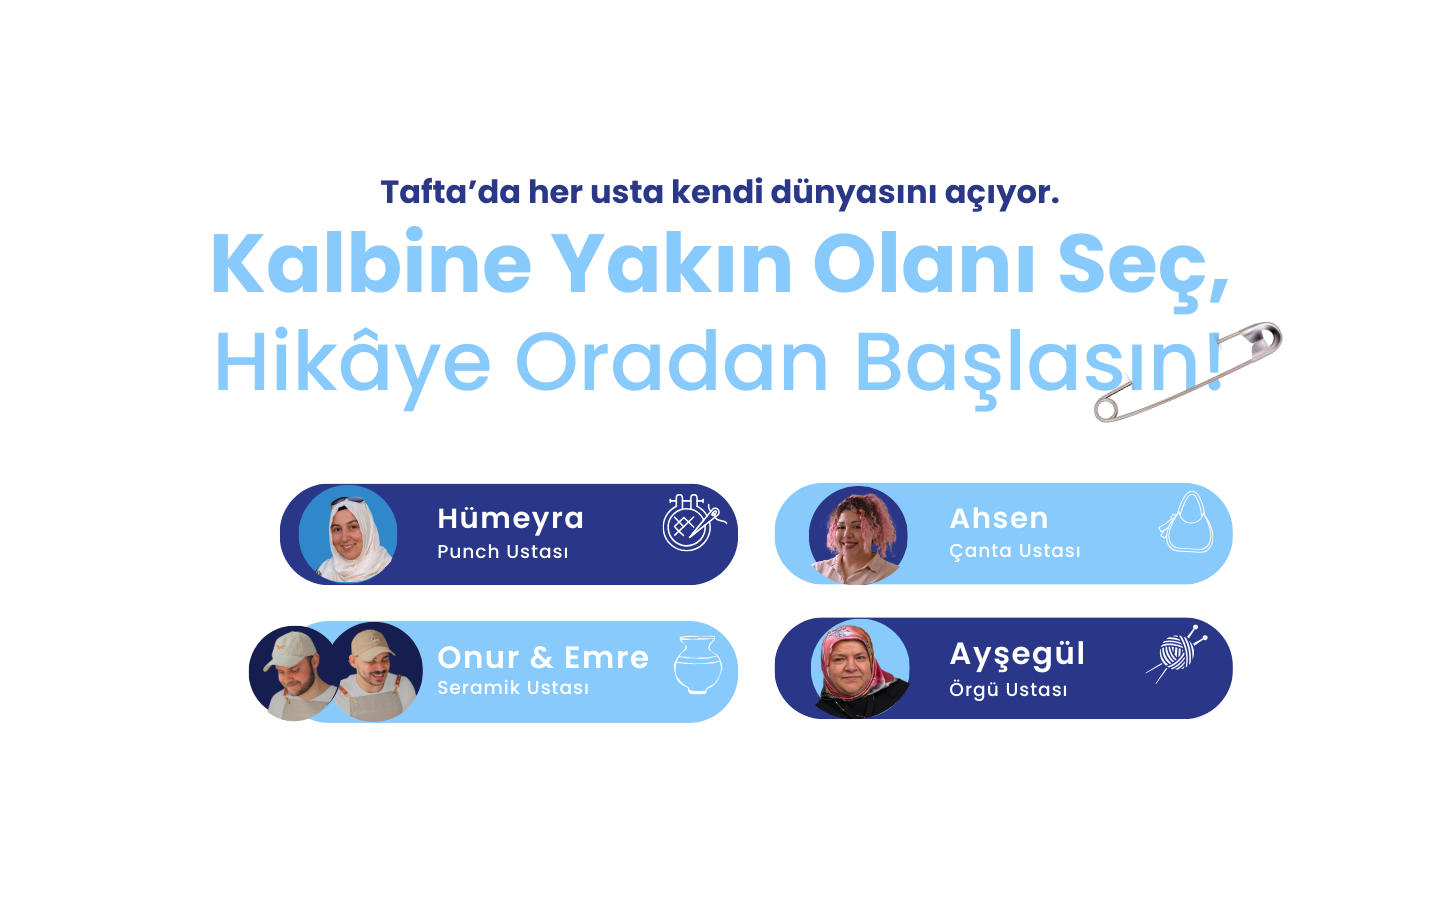 Tafta’da her usta kendi dünyasını açıyor.
Kalbine Yakın Olanı Seç,
Hikâye Oradan Başlasın!
Hümeyra
Punch Ustası
Ahsen
Çanta Ustası
Onur & Emre
Seramik Ustası
Ayşegül
Örgü Ustası